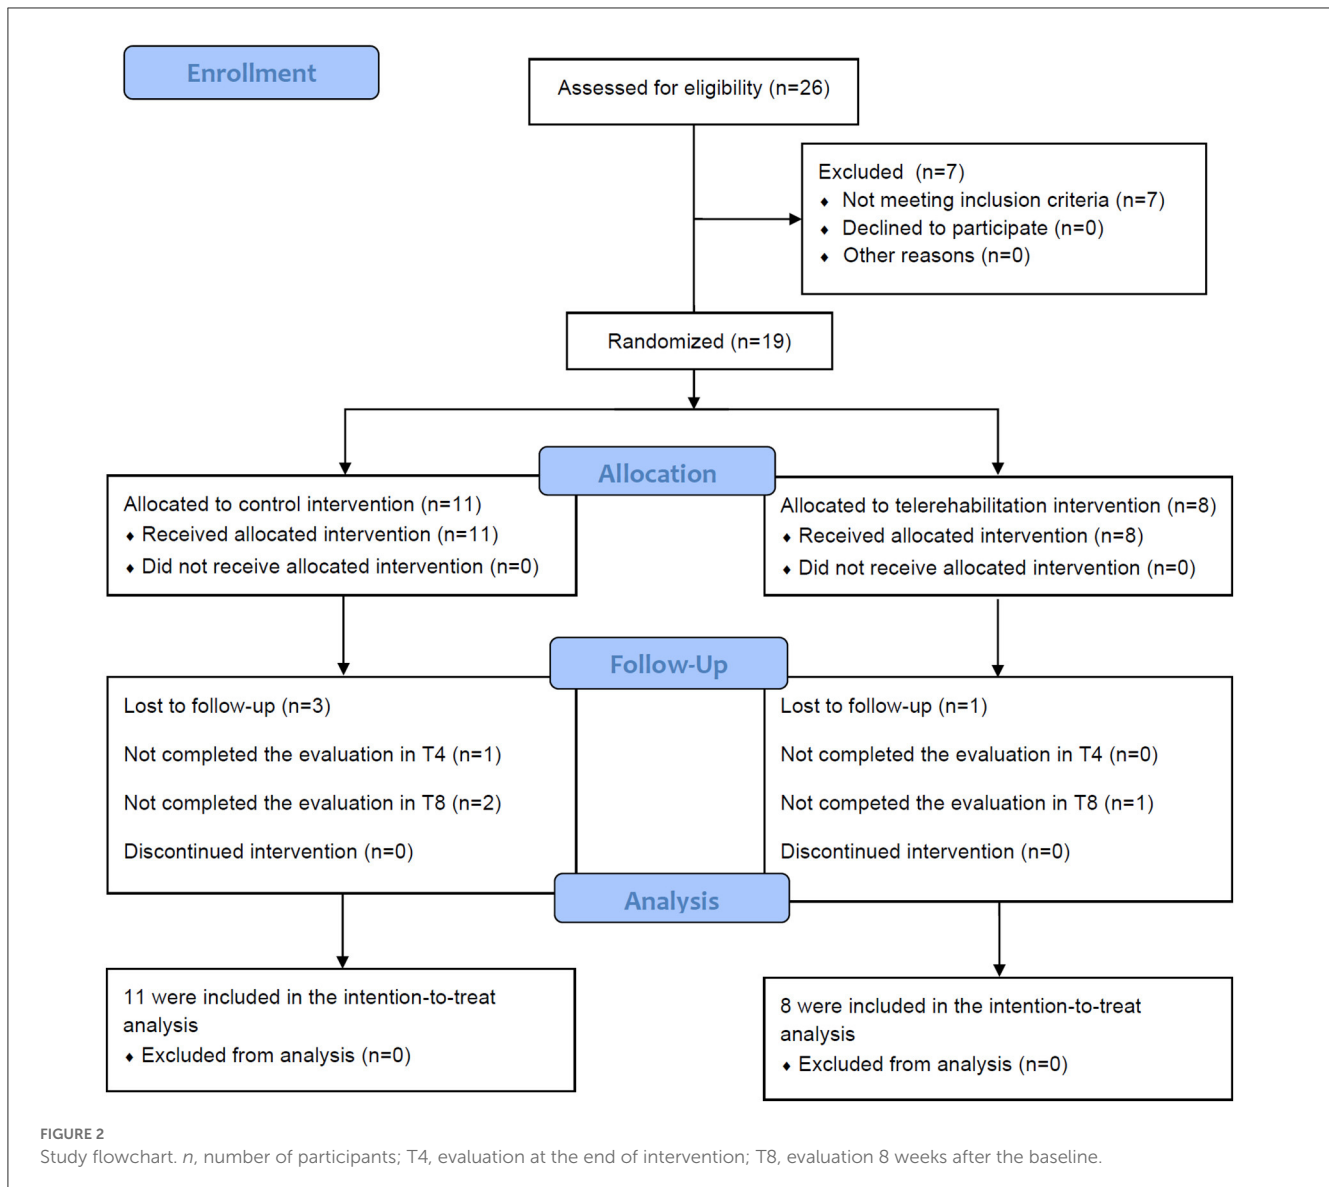 Enrollment
Assessed for eligibility (n=26)
Excluded (n=7)
♦ Not meeting inclusion criteria (n=7)
♦ Declined to participate (n=0)
♦ Other reasons (n=0)
Randomized (n=19)
Allocation
Allocated to control intervention (n=11)
♦ Received allocated intervention (n=11)
♦ Did not receive allocated intervention (n=0)
Allocated to telerehabilitation intervention (n=8)
♦ Received allocated intervention (n=8)
♦ Did not receive allocated intervention (n=0)
Follow-Up
Lost to follow-up (n=3)
Not completed the evaluation in T4 (n=1)
Not completed the evaluation in T8 (n=2)
Discontinued intervention (n=0)
Lost to follow-up (n=1)
Not completed the evaluation in T4 (n=0)
Not competed the evaluation in T8 (n=1)
Discontinued intervention (n=0)
Analysis
11 were included in the intention-to-treat
analysis
♦ Excluded from analysis (n=0)
8 were included in the intention-to-treat
analysis
♦ Excluded from analysis (n=0)
FIGURE 2
Study flowchart. n, number of participants; T4, evaluation at the end of intervention; T8, evaluation 8 weeks after the baseline.